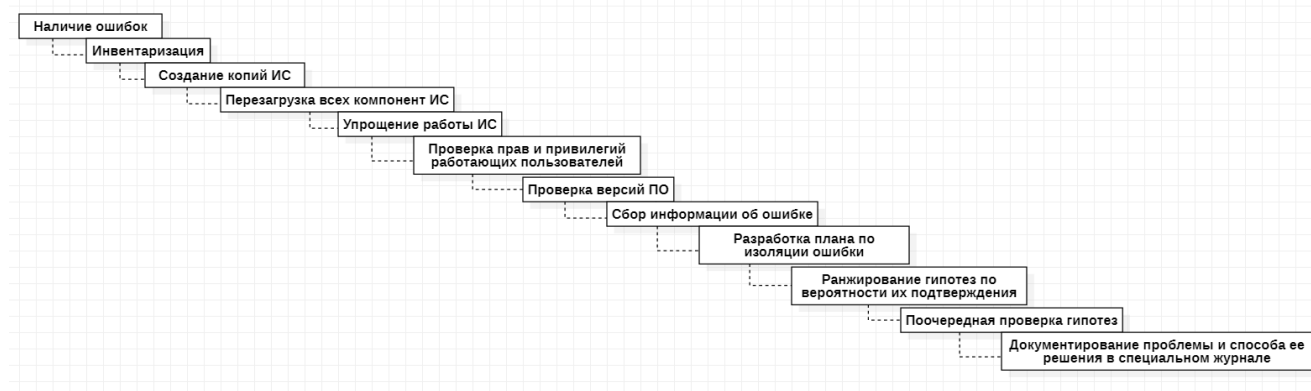 Наличие ошибок
Инвентаризация
Создание копий ИС
Перезагрузка всех компонент ИС
Упрощение работы ИС
Проверка прав и привилегий
работающих пользователей
Проверка версий ПО
Сбор информации об ошибке
Разработка плана по
изоляции ошибки
Ранжирование гипотез по
вероятности их подтверждения
Поочередная проверка гипотез
Документирование проблемы и способа ее
решения в специальном журнале